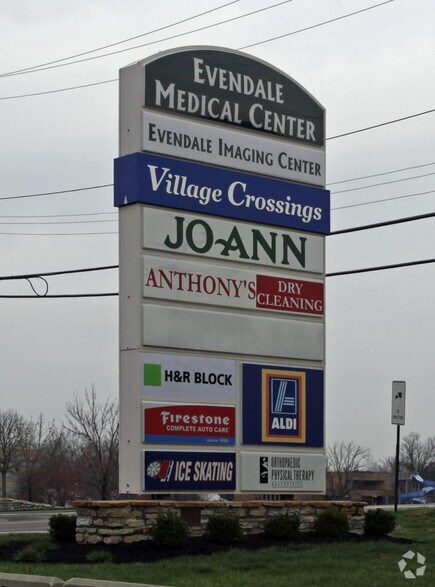 EVENDALE
MEDICAL CENTER
EVENDALE IMAGING CENTER
Village Crossings
JO-ANN
ANTHONY'S DRY
CLEANING
H&R BLOCK
Firestone
COMPLETE AUTO CARE
ALDI
ICE SKATING
ORTHOPAEDIC
PHYSICAL THERAPY